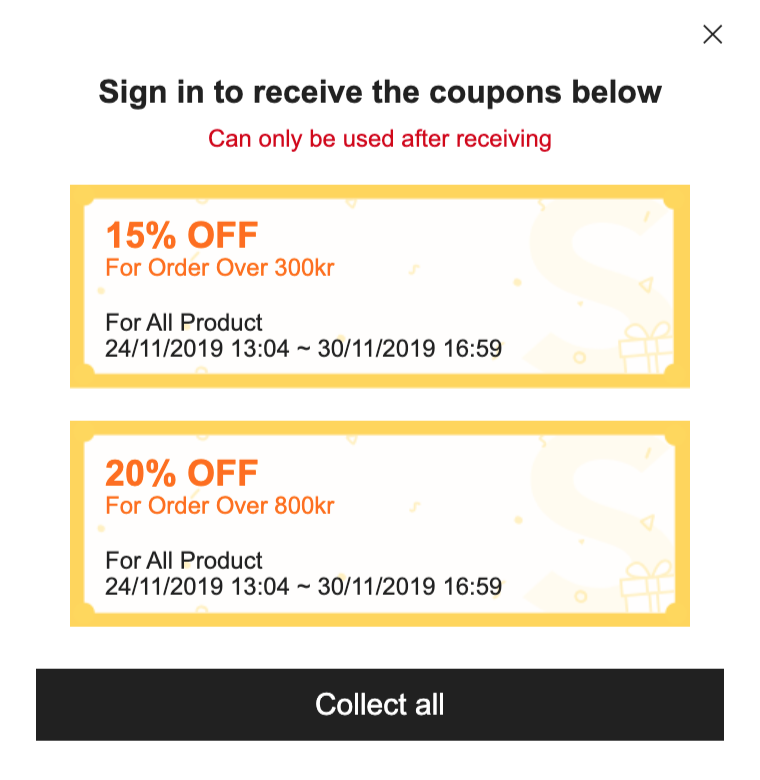 Sign in to receive the coupons below
Can only be used after receiving
15% OFF
For Order Over 300kr
For All Product
24/11/2019 13:04 ~ 30/11/2019 16:59
20% OFF
For Order Over 800kr
For All Product
24/11/2019 13:04 ~ 30/11/2019 16:59
Collect all